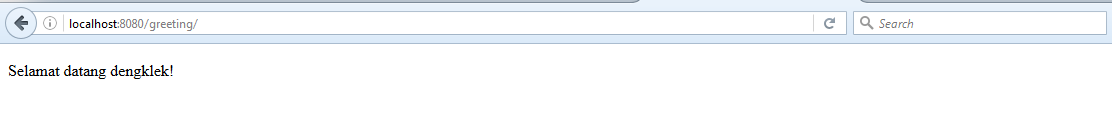 localhost:8080/greeting/
Search
Selamat datang dengklek!